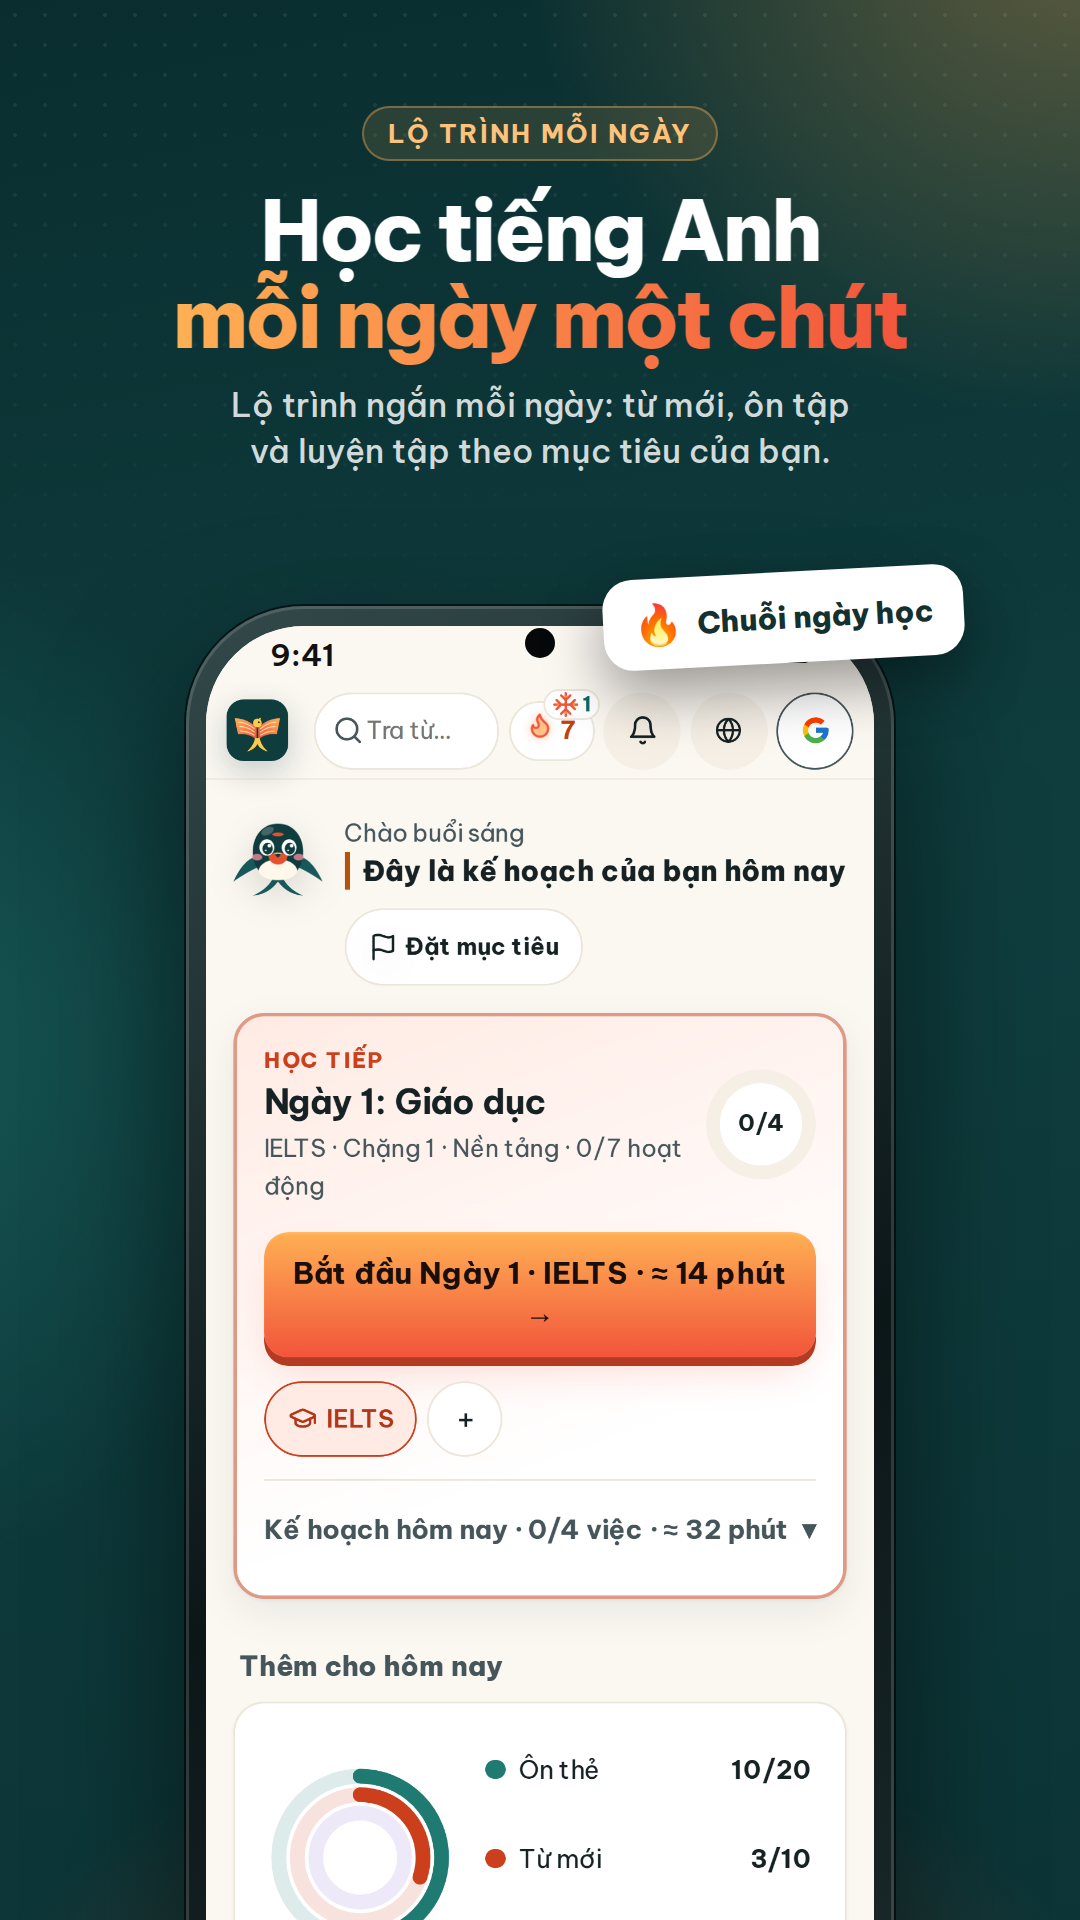 LỘ TRÌNH MỖI NGÀY
Học tiếng Anh
mỗi ngày một chút
Lộ trình ngắn mỗi ngày: từ mới, ôn tập
và luyện tập theo mục tiêu của bạn.
Chuỗi ngày học
9:41
Tra từ...
1
7
Chào buổi sáng
Đây là kế hoạch của bạn hôm nay
Đặt mục tiêu
HỌC TIẾP
Ngày 1: Giáo dục
0/4
IELTS · Chặng 1 · Nền tảng · 0/7 hoạt
động
Bắt đầu Ngày 1 · IELTS · ≈ 14 phút
→
IELTS
+
Kế hoạch hôm nay · 0/4 việc · ≈ 32 phút ▼
Thêm cho hôm nay
Ôn thẻ 10/20
Từ mới 3/10